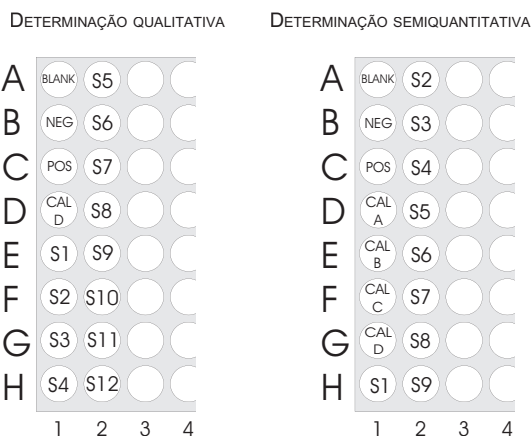 DETERMINAÇÃO QUALITATIVA
A BLANK S5
B NEG S6
C POS S7
D CAL D S8
E S1 S9
F S2 S10
G S3 S11
H S4 S12
1 2 3 4
DETERMINAÇÃO SEMIQUANTITATIVA
A BLANK S2
B NEG S3
C POS S4
D CAL A S5
E CAL B S6
F CAL C S7
G CAL D S8
H S1 S9
1 2 3 4